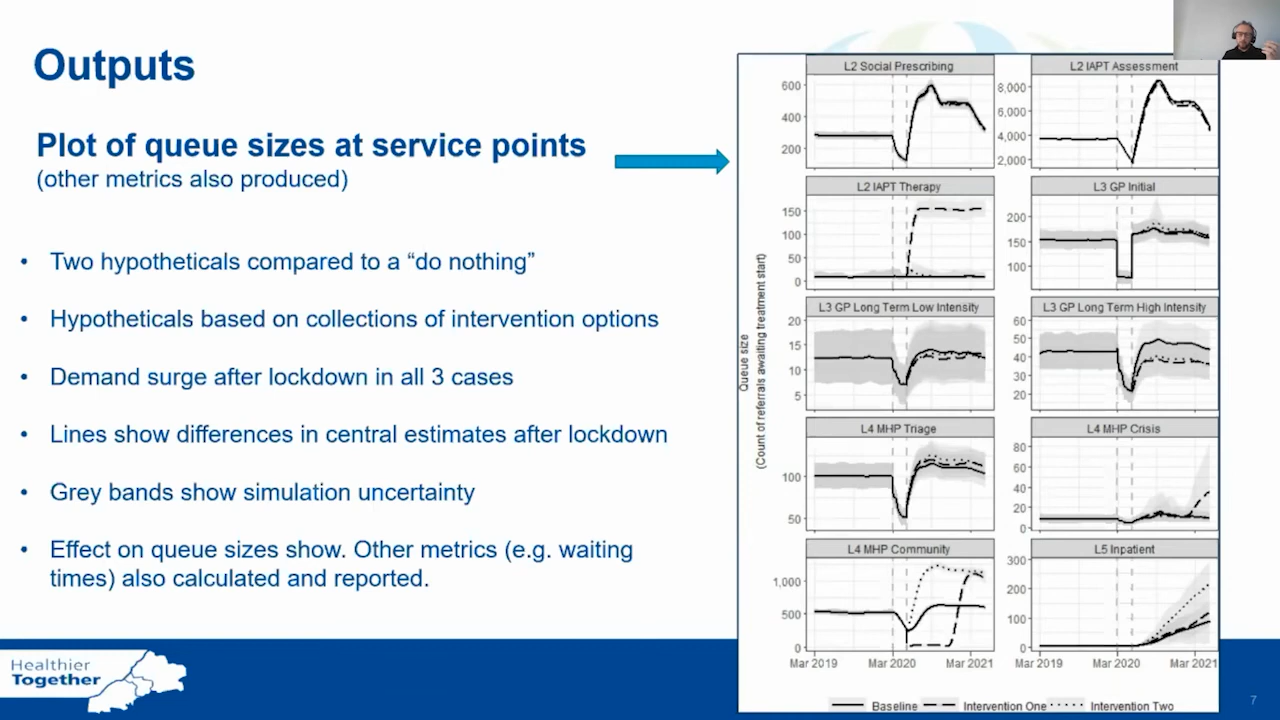 Outputs
Plot of queue sizes at service points
(other metrics also produced)
• Two hypotheticals compared to a “do nothing”
• Hypotheticals based on collections of intervention options
• Demand surge after lockdown in all 3 cases
• Lines show differences in central estimates after lockdown
• Grey bands show simulation uncertainty
• Effect on queue sizes show. Other metrics (e.g. waiting
times) also calculated and reported.
Healthier
Together
Queue size
(Count of referrals awaiting treatment start)
L2 Social Prescribing
600
400
200
L2 IAPT Assessment
8,000
6,000
4,000
2,000
L2 IAPT Therapy
150
100
50
0
L3 GP Initial
200
150
100
L3 GP Long Term Low Intensity
20
15
10
5
L3 GP Long Term High Intensity
60
50
40
30
20
L4 MHP Triage
100
50
L4 MHP Crisis
80
60
40
20
0
L4 MHP Community
1,000
500
0
L5 Inpatient
300
200
100
0
Mar 2019 Mar 2020 Mar 2021
Mar 2019 Mar 2020 Mar 2021
Baseline Intervention One Intervention Two
7